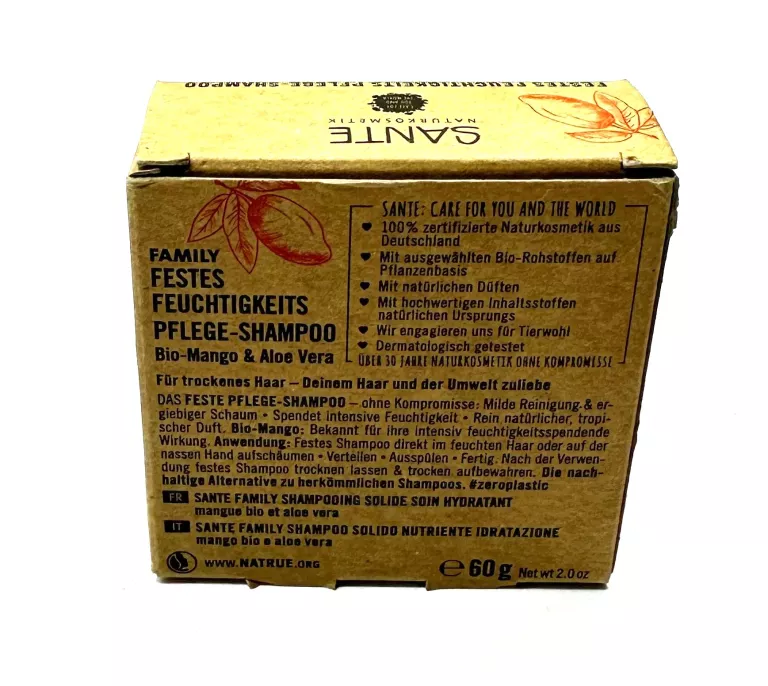 FESTES FEUCHTIGKEITS PFLEGE-SHAMPOO
SANTE
NATURKOSMETIK
FAMILY
FESTES
FEUCHTIGKEITS
PFLEGE-SHAMPOO
Bio-Mango & Aloe Vera
SANTE: CARE FOR YOU AND THE WORLD
100% zertifizierte Naturkosmetik aus
Deutschland
Mit ausgewählten Bio-Rohstoffen auf
Pflanzenbasis
Mit natürlichen Düften
Mit hochwertigen Inhaltsstoffen
natürlichen Ursprungs
Wir engagieren uns für Tierwohl
Dermatologisch getestet
ÜBER 30 JAHRE NATURKOSMETIK OHNE KOMPROMISSE
Für trockenes Haar – Deinem Haar und der Umwelt zuliebe
DAS FESTE PFLEGE-SHAMPOO – ohne Kompromisse: Milde Reinigung & er-
giebiger Schaum • Spendet intensive Feuchtigkeit • Rein natürlicher, tropi-
scher Duft. Bio-Mango: Bekannt für ihre intensiv feuchtigkeitsspendende
Wirkung. Anwendung: Festes Shampoo direkt im feuchten Haar oder auf der
nassen Hand aufschäumen • Verteilen • Ausspülen • Fertig. Nach der Verwen-
dung festes Shampoo trocknen lassen & trocken aufbewahren. Die nach-
haltige Alternative zu herkömmlichen Shampoos. #zeroplastic
FR SANTE FAMILY SHAMPOOING SOLIDE SOIN HYDRATANT
mangue bio et aloe vera
IT SANTE FAMILY SHAMPOO SOLIDO NUTRIENTE IDRATAZIONE
mango bio e aloe vera
WWW.NATRUE.ORG
e 60 g Net wt 2.0 oz